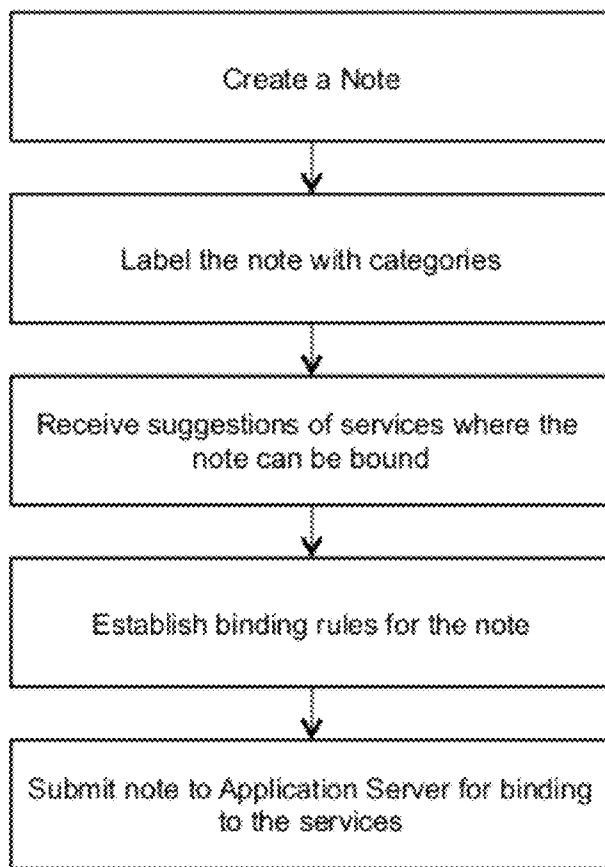 Create a Note
Label the note with categories
Receive suggestions of services where the
note can be bound
Establish binding rules for the note
Submit note to Application Server for binding
to the services